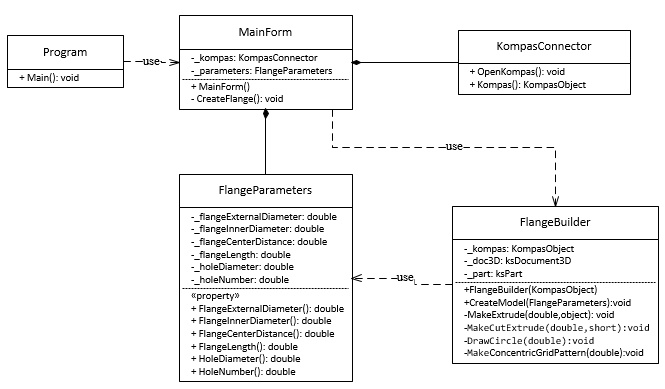 Program
+ Main(): void
use
MainForm
-_kompas: KompasConnector
-_parameters: FlangeParameters
+ MainForm()
- CreateFlange(): void
KompasConnector
+ OpenKompas(): void
+ Kompas(): KompasObject
use
FlangeParameters
-_flangeExternalDiameter: double
-_flangeInnerDiameter: double
-_flangeCenterDistance: double
-_flangeLength: double
-_holeDiameter: double
-_holeNumber: double
«property»
+ FlangeExternalDiameter(): double
+ FlangeInnerDiameter(): double
+ FlangeCenterDistance(): double
+ FlangeLength(): double
+ HoleDiameter(): double
+ HoleNumber(): double
use
FlangeBuilder
-_kompas: KompasObject
-_doc3D: ksDocument3D
-_part: ksPart
+FlangeBuilder(KompasObject)
+CreateModel(FlangeParameters):void
-MakeExtrude(double,object): void
-MakeCutExtrude(double,short):void
-DrawCircle(double):void
-MakeConcentricGridPattern(double):void